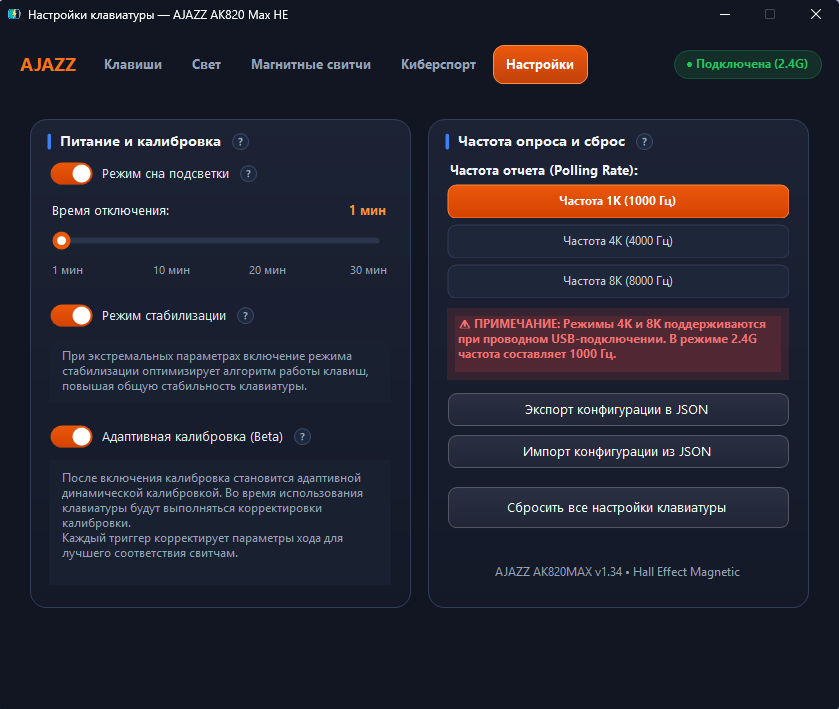 Настройки клавиатуры — AJAZZ AK820 Max HE
AJAZZ
Клавиши
Свет
Магнитные свитчи
Киберспорт
Настройки
• Подключена (2.4G)
Питание и калибровка ?
Режим сна подсветки ?
Время отключения: 1 мин
1 мин 10 мин 20 мин 30 мин
Режим стабилизации ?
При экстремальных параметрах включение режима
стабилизации оптимизирует алгоритм работы клавиш,
повышая общую стабильность клавиатуры.
Адаптивная калибровка (Beta) ?
После включения калибровка становится адаптивной
динамической калибровкой. Во время использования
клавиатуры будут выполняться корректировки
калибровки.
Каждый триггер корректирует параметры хода для
лучшего соответствия свитчам.
Частота опроса и сброс ?
Частота отчета (Polling Rate):
Частота 1K (1000 Гц)
Частота 4K (4000 Гц)
Частота 8K (8000 Гц)
⚠ ПРИМЕЧАНИЕ: Режимы 4K и 8K поддерживаются
при проводном USB-подключении. В режиме 2.4G
частота составляет 1000 Гц.
Экспорт конфигурации в JSON
Импорт конфигурации из JSON
Сбросить все настройки клавиатуры
AJAZZ AK820MAX v1.34 • Hall Effect Magnetic